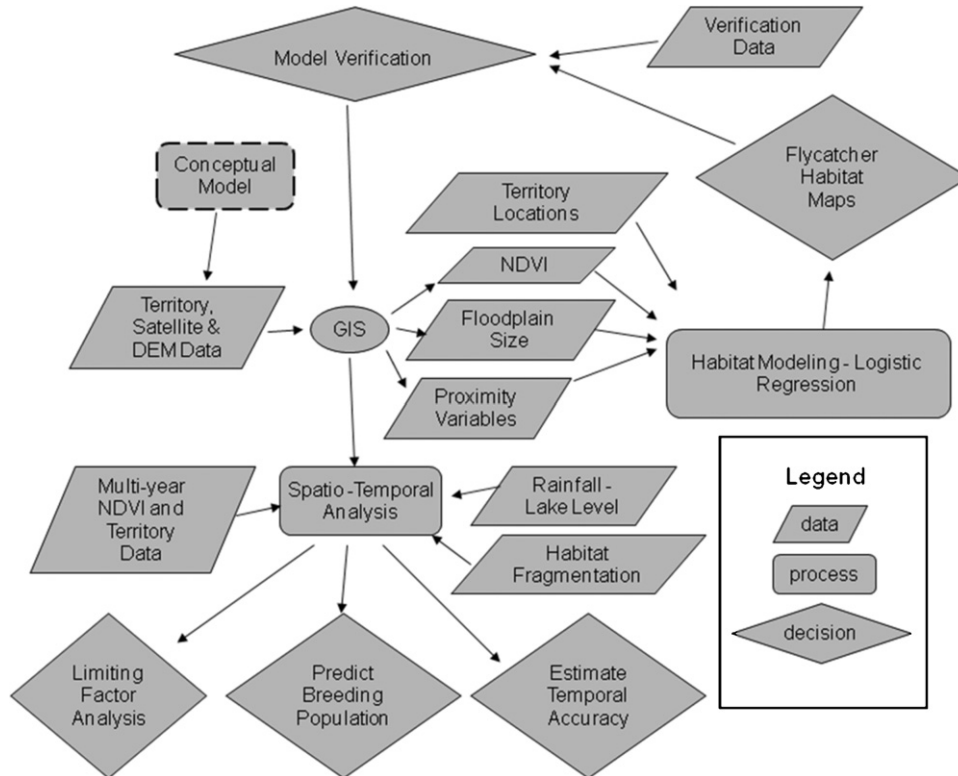 Model Verification
Verification
Data
Conceptual
Model
Flycatcher
Habitat
Maps
Territory
Locations
NDVI
Territory,
Satellite &
DEM Data
GIS
Floodplain
Size
Proximity
Variables
Habitat Modeling - Logistic
Regression
Multi-year
NDVI and
Territory
Data
Spatio -Temporal
Analysis
Rainfall -
Lake Level
Habitat
Fragmentation
Limiting
Factor
Analysis
Predict
Breeding
Population
Estimate
Temporal
Accuracy
Legend
data
process
decision